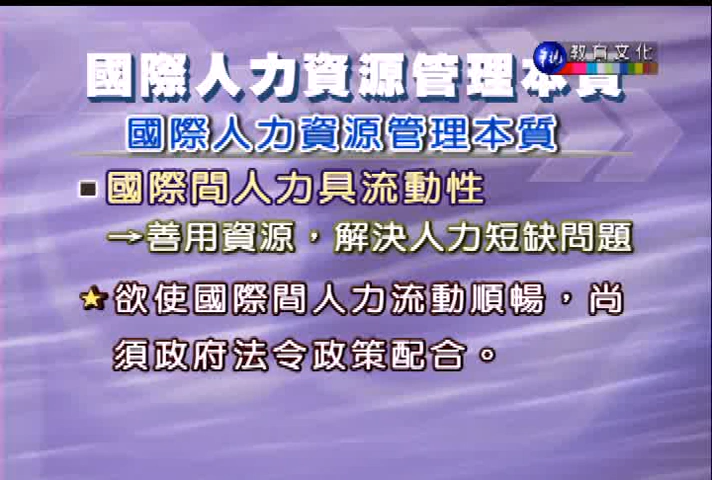 國際人力資源管理本質
教育文化
國際人力資源管理本質
國際間人力具流動性
→善用資源，解決人力短缺問題
欲使國際間人力流動順暢，尚
須政府法令政策配合。